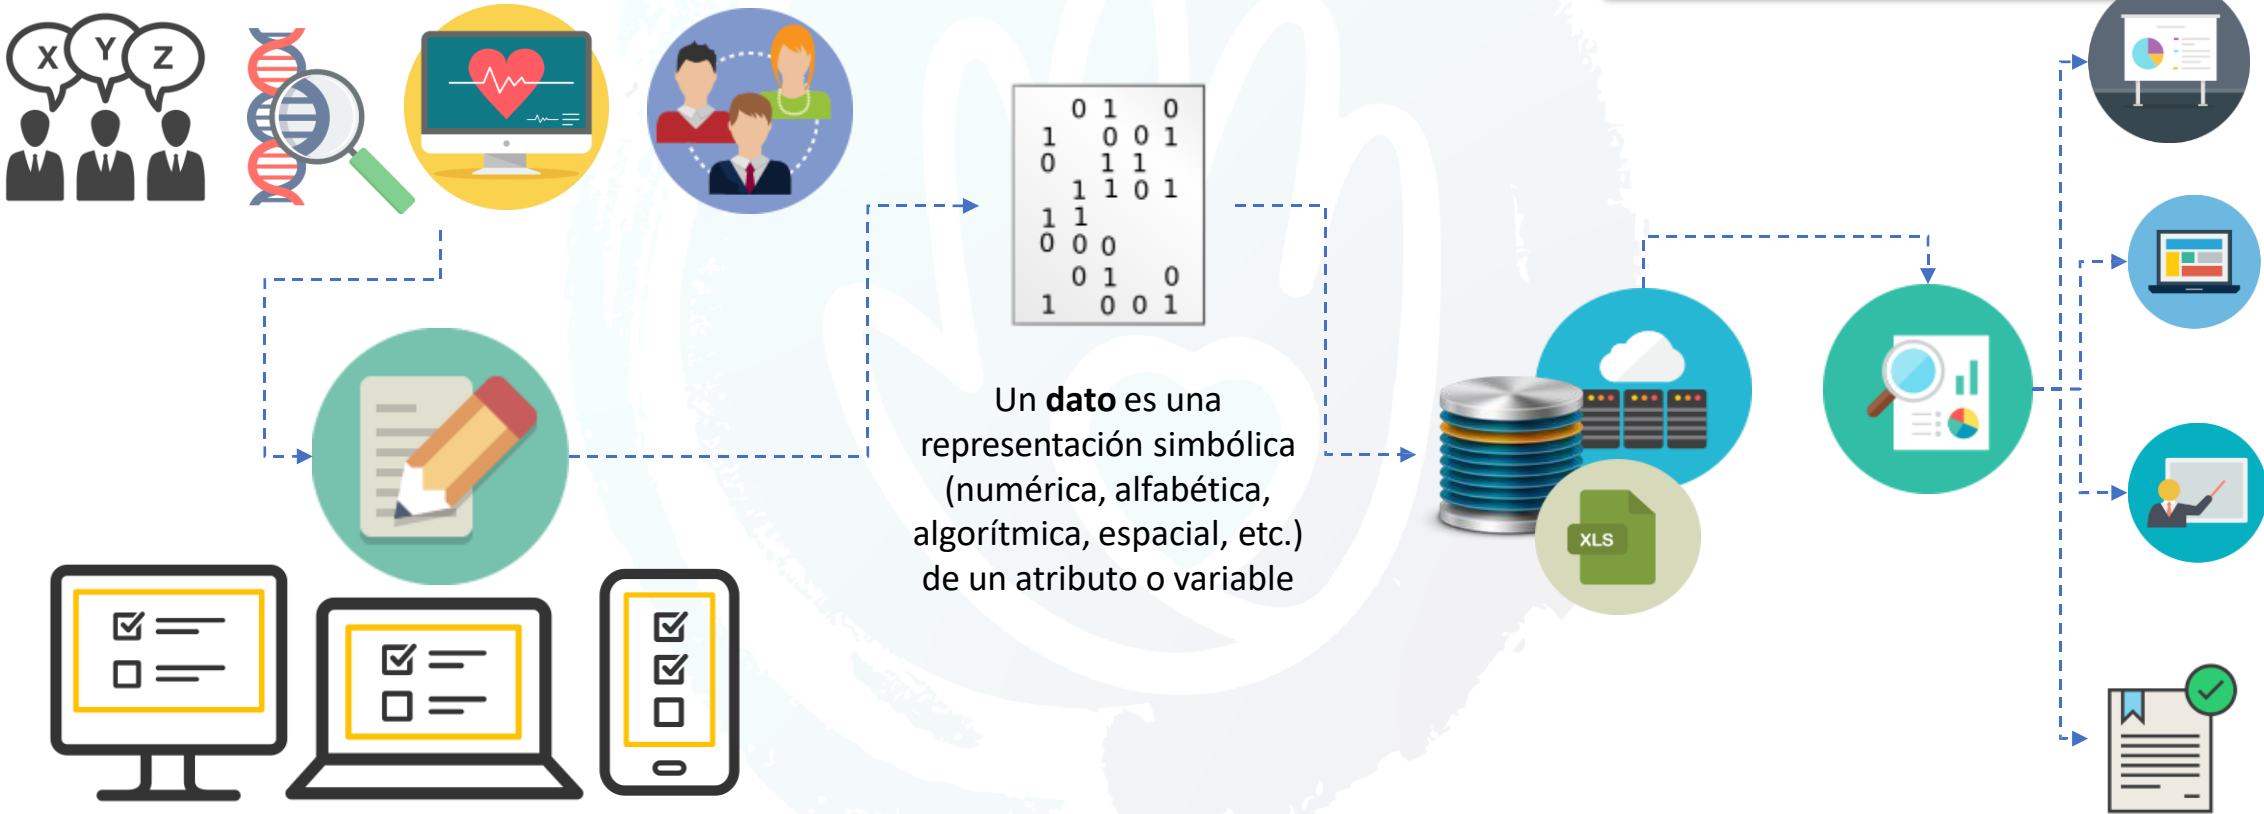 X Y Z
0 1 0
1 0 0 1
0 1 1
1 1 0 1
1 1
0 0 0
0 1 0
1 0 0 1
Un dato es una
representación simbólica
(numérica, alfabética,
algorítmica, espacial, etc.)
de un atributo o variable
XLS